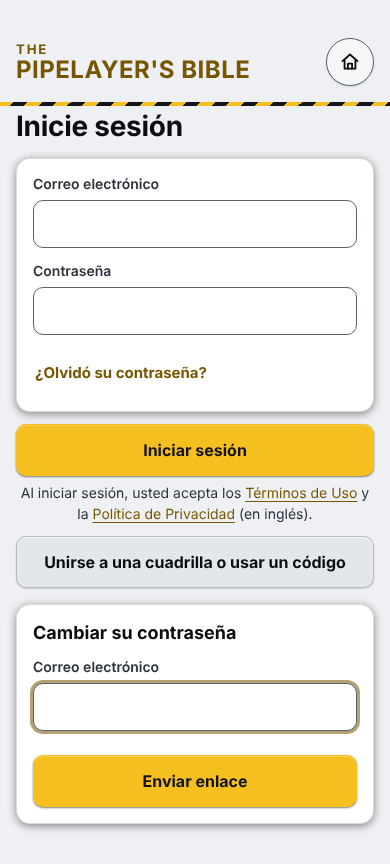 THE
PIPELAYER'S BIBLE
Inicie sesión
Correo electrónico
Contraseña
¿Olvidó su contraseña?
Iniciar sesión
Al iniciar sesión, usted acepta los Términos de Uso y
la Política de Privacidad (en inglés).
Unirse a una cuadrilla o usar un código
Cambiar su contraseña
Correo electrónico
Enviar enlace